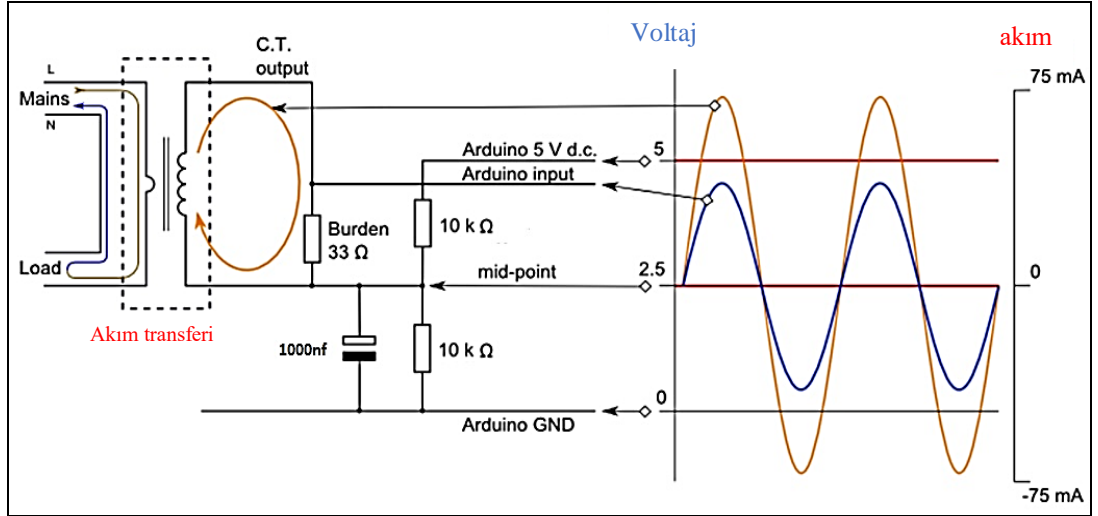 Voltaj
akım
C.T.
output
L
Mains
N
Load
Akım transferi
Burden
33 Ω
1000nf
Arduino 5 V d.c.
Arduino input
10 k Ω
mid-point
10 k Ω
Arduino GND
5
2.5
0
75 mA
0
-75 mA